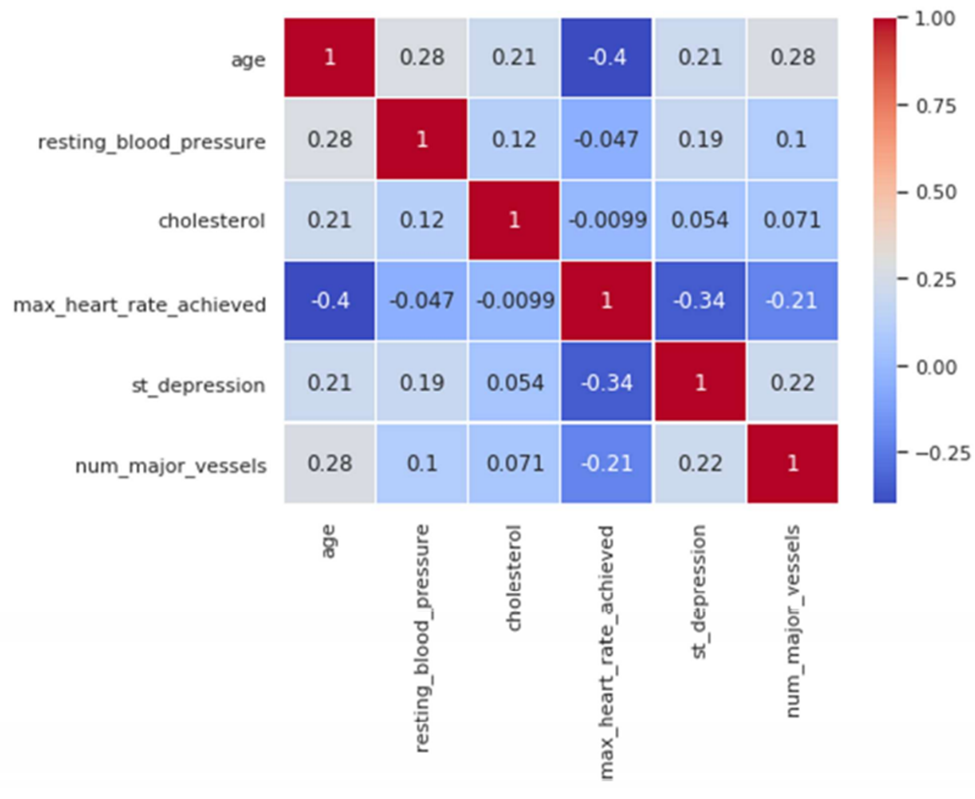 age 1 0.28 0.21 -0.4 0.21 0.28
resting_blood_pressure 0.28 1 0.12 -0.047 0.19 0.1
cholesterol 0.21 0.12 1 -0.0099 0.054 0.071
max_heart_rate_achieved -0.4 -0.047 -0.0099 1 -0.34 -0.21
st_depression 0.21 0.19 0.054 -0.34 1 0.22
num_major_vessels 0.28 0.1 0.071 -0.21 0.22 1
age
resting_blood_pressure
cholesterol
max_heart_rate_achieved
st_depression
num_major_vessels
1.00
0.75
0.50
0.25
0.00
−0.25